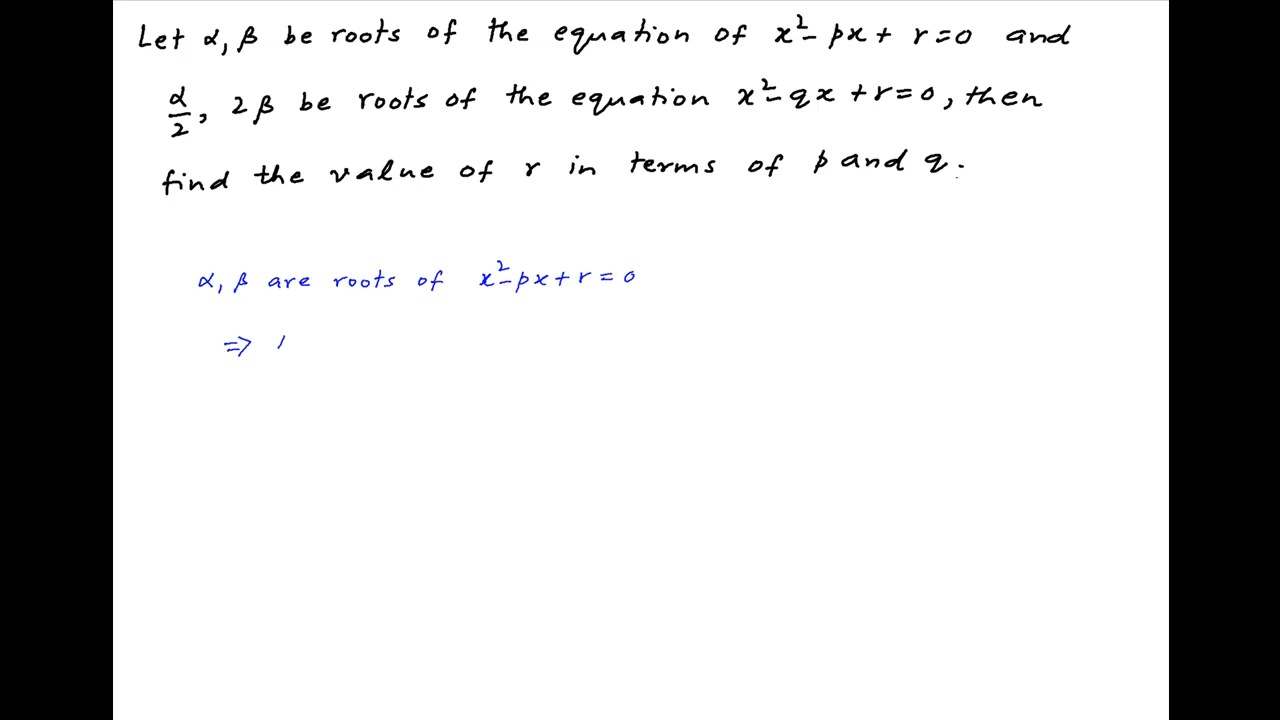 Let α, β be roots of the equation of x² - px + r = 0 and
α/2, 2β be roots of the equation x² - qx + r = 0, then
find the value of r in terms of p and q.
α, β are roots of x² - px + r = 0
⇒